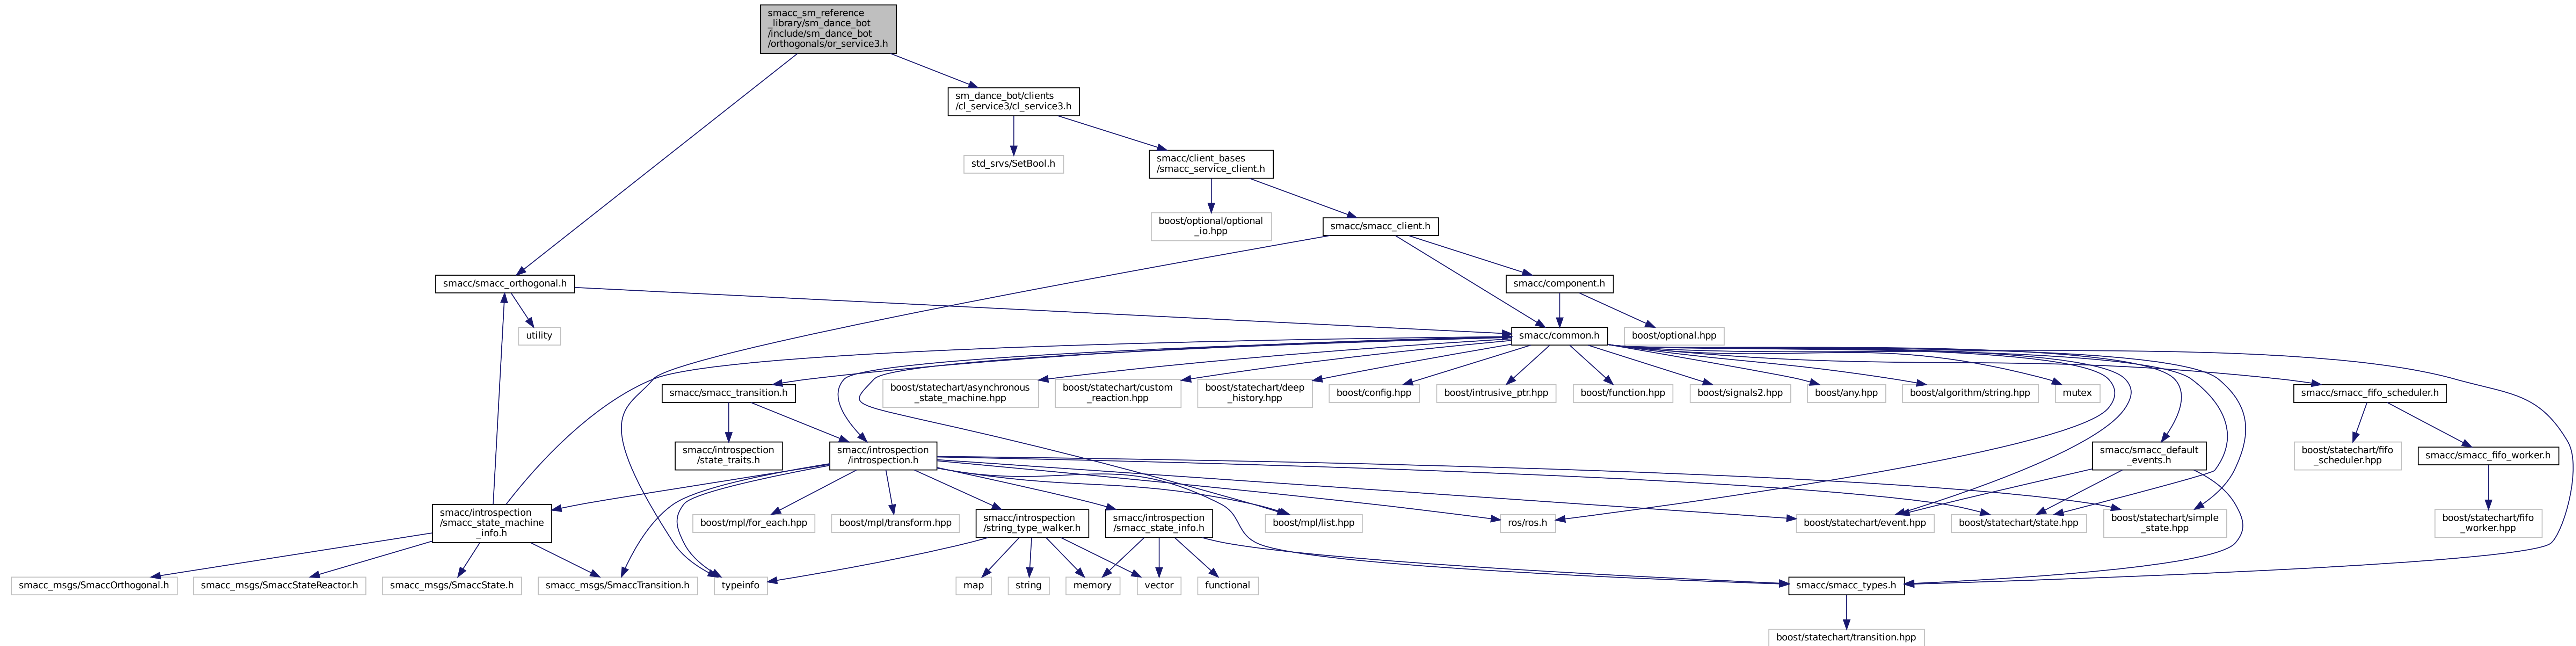 smacc_sm_reference
_library/sm_dance_bot
/include/sm_dance_bot
/orthogonals/or_service3.h
sm_dance_bot/clients
/cl_service3/cl_service3.h
std_srvs/SetBool.h
smacc/client_bases
/smacc_service_client.h
boost/optional/optional
_io.hpp
smacc/smacc_client.h
smacc/smacc_orthogonal.h
smacc/component.h
utility
smacc/common.h
boost/optional.hpp
smacc/smacc_transition.h
boost/statechart/asynchronous
_state_machine.hpp
boost/statechart/custom
_reaction.hpp
boost/statechart/deep
_history.hpp
boost/config.hpp
boost/intrusive_ptr.hpp
boost/function.hpp
boost/signals2.hpp
boost/any.hpp
boost/algorithm/string.hpp
mutex
smacc/smacc_fifo_scheduler.h
smacc/introspection
/state_traits.h
smacc/introspection
/introspection.h
smacc/smacc_default
_events.h
boost/statechart/fifo
_scheduler.hpp
smacc/smacc_fifo_worker.h
smacc/introspection
/smacc_state_machine
_info.h
boost/mpl/for_each.hpp
boost/mpl/transform.hpp
smacc/introspection
/string_type_walker.h
smacc/introspection
/smacc_state_info.h
boost/mpl/list.hpp
ros/ros.h
boost/statechart/event.hpp
boost/statechart/state.hpp
boost/statechart/simple
_state.hpp
boost/statechart/fifo
_worker.hpp
smacc_msgs/SmaccOrthogonal.h
smacc_msgs/SmaccStateReactor.h
smacc_msgs/SmaccState.h
smacc_msgs/SmaccTransition.h
typeinfo
map
string
memory
vector
functional
smacc/smacc_types.h
boost/statechart/transition.hpp